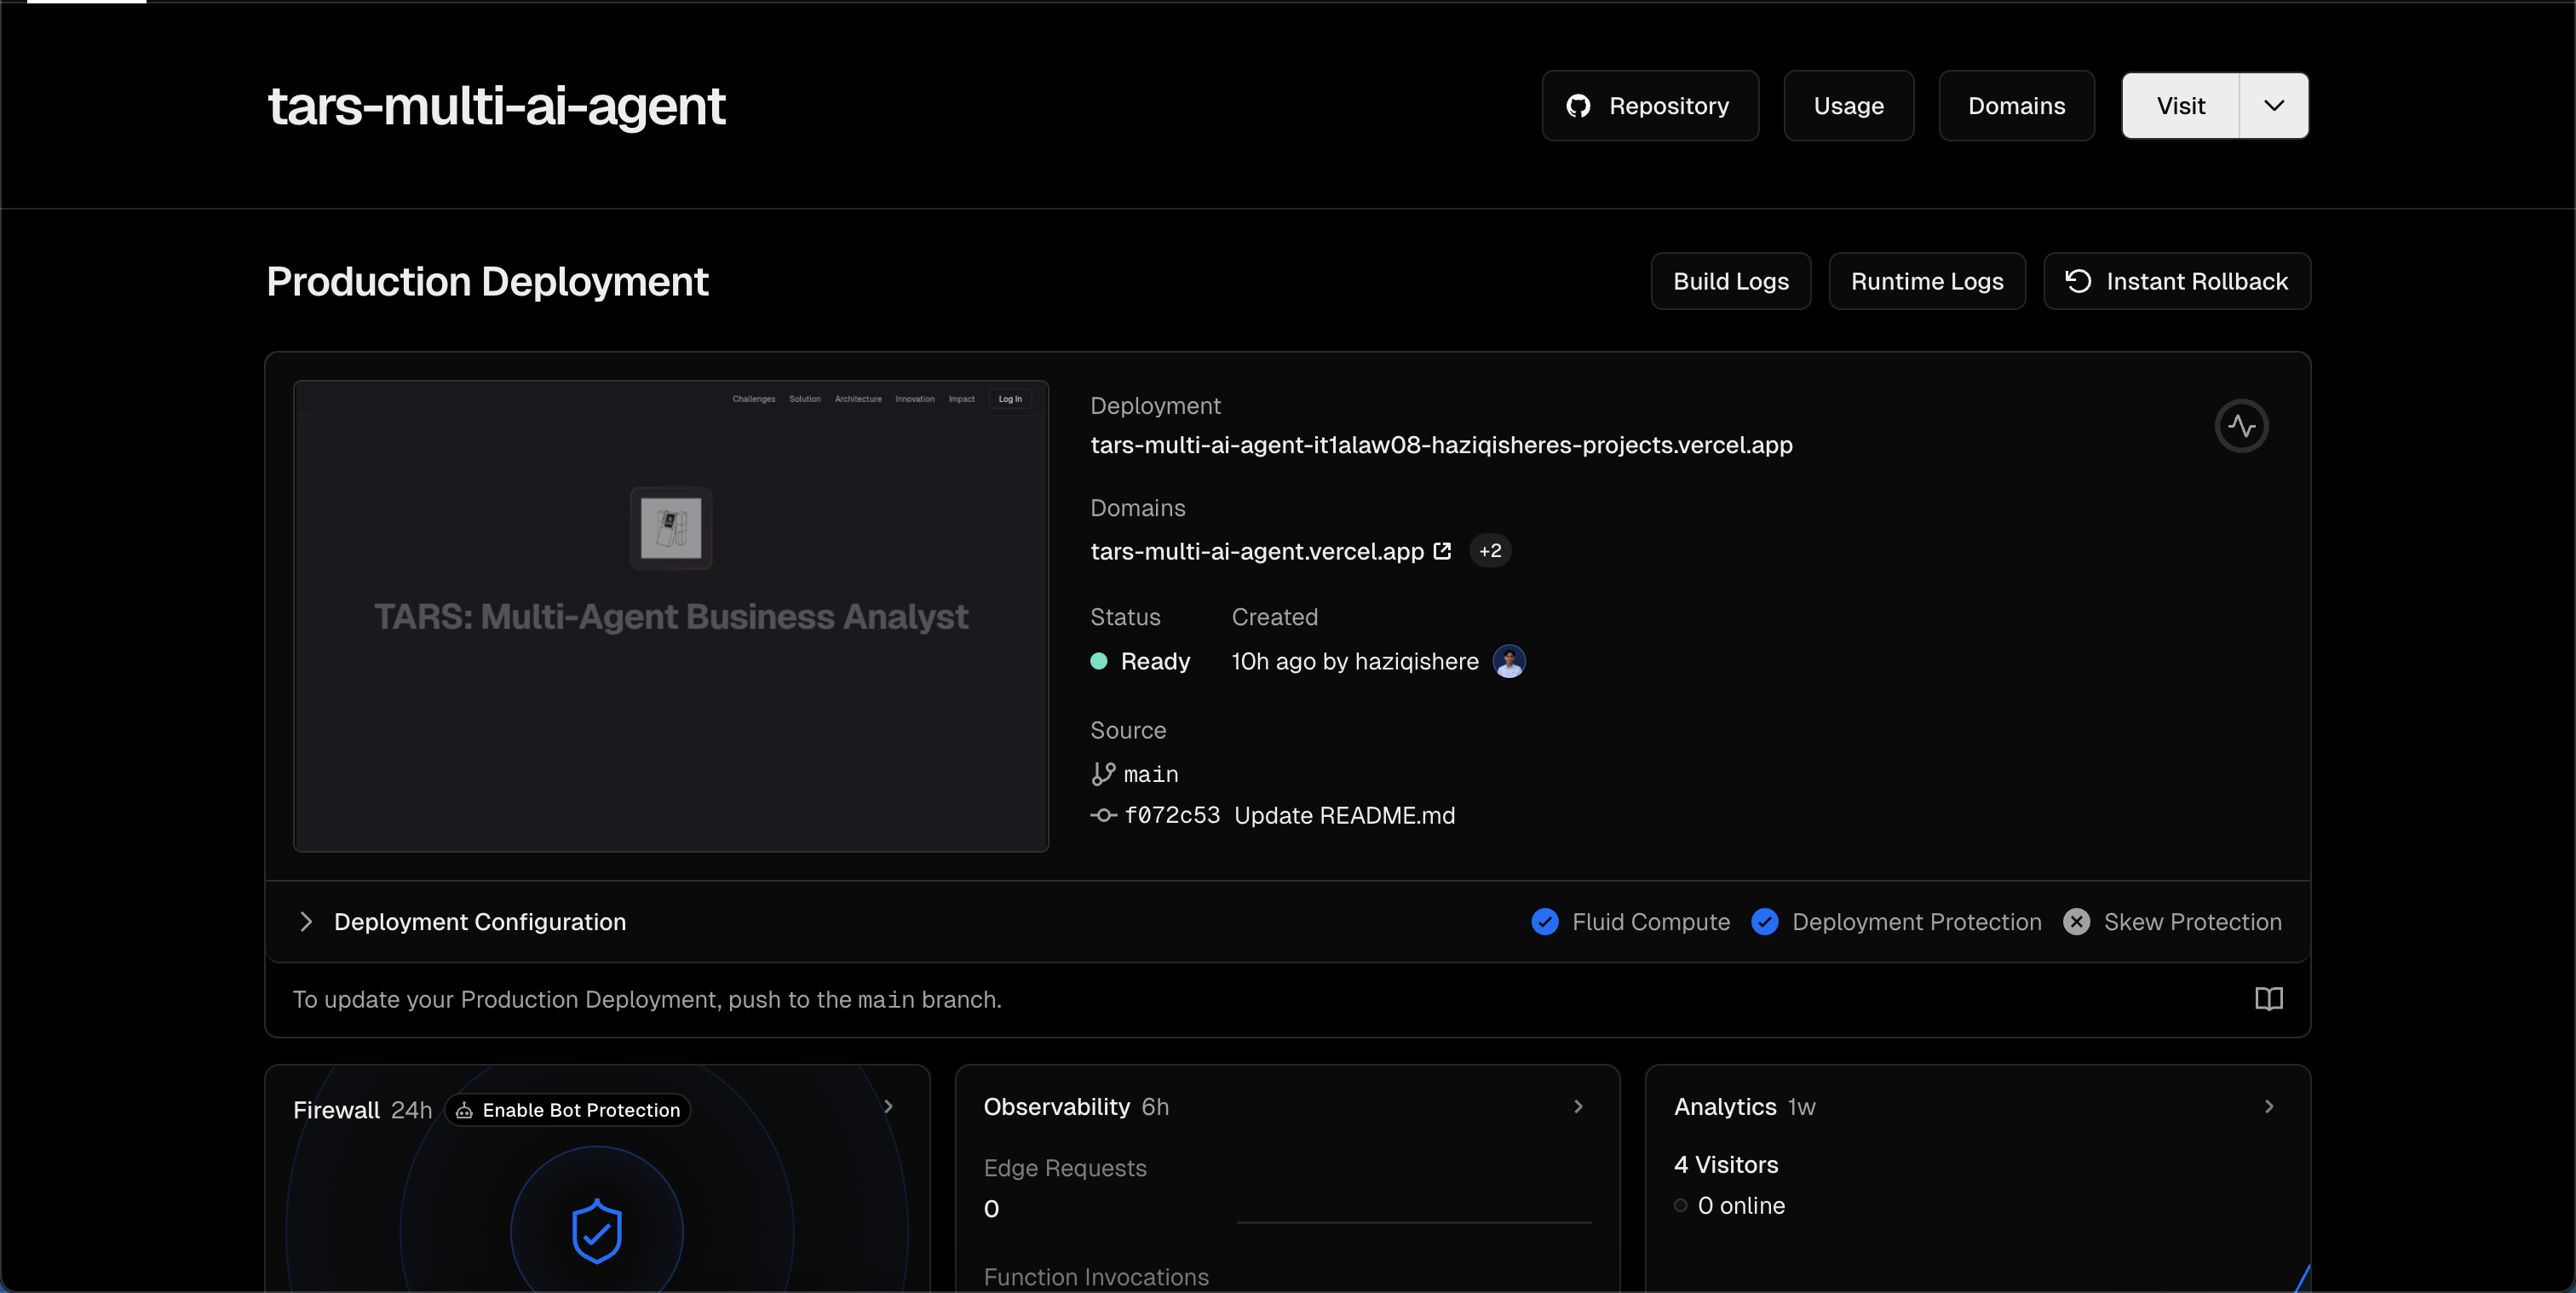 tars-multi-ai-agent
Repository
Usage
Domains
Visit
Production Deployment
Build Logs
Runtime Logs
Instant Rollback
Challenges
Solution
Architecture
Innovation
Impact
Log In
TARS: Multi-Agent Business Analyst
Deployment
tars-multi-ai-agent-it1alaw08-haziqisheres-projects.vercel.app
Domains
tars-multi-ai-agent.vercel.app +2
Status
Created
Ready
10h ago by haziqishere
Source
main
f072c53 Update README.md
Deployment Configuration
Fluid Compute
Deployment Protection
Skew Protection
To update your Production Deployment, push to the main branch.
Firewall 24h
Enable Bot Protection
Observability 6h
Edge Requests
0
Function Invocations
Analytics 1w
4 Visitors
0 online